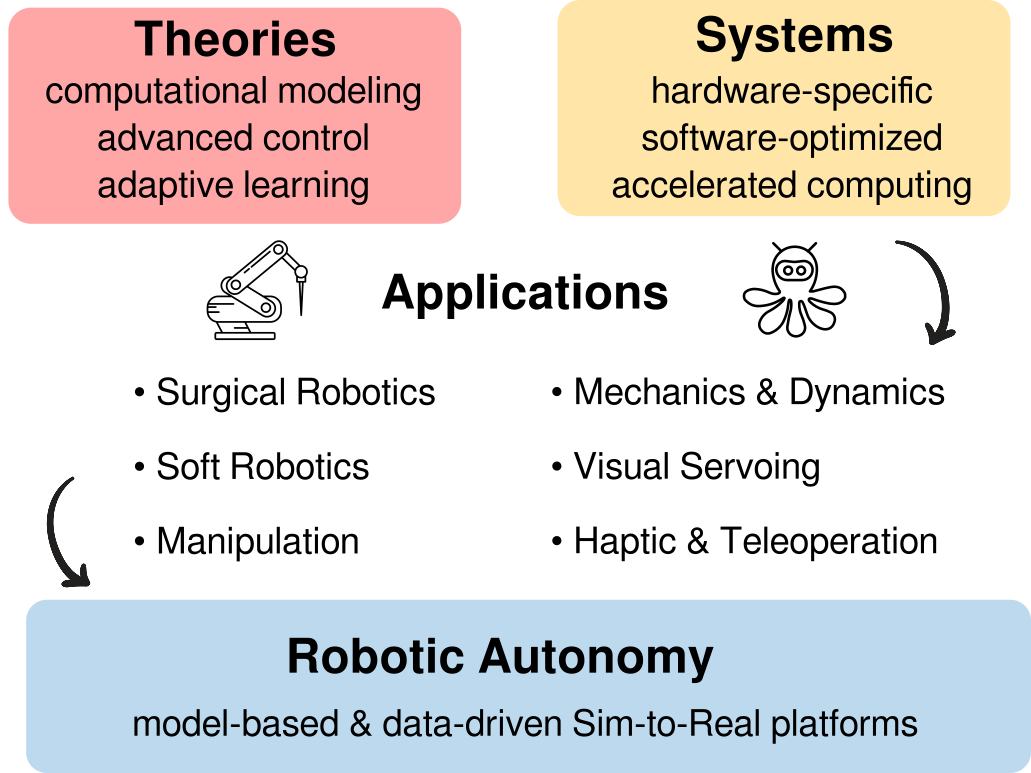 Theories
computational modeling
advanced control
adaptive learning
Systems
hardware-specific
software-optimized
accelerated computing
Applications
• Surgical Robotics
• Soft Robotics
• Manipulation
• Mechanics & Dynamics
• Visual Servoing
• Haptic & Teleoperation
Robotic Autonomy
model-based & data-driven Sim-to-Real platforms